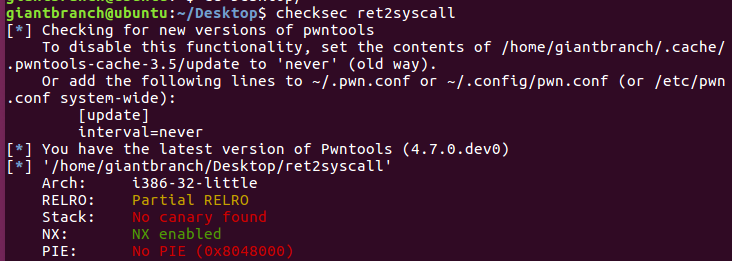 giantbranch@ubuntu:~/Desktop$ checksec ret2syscall
[*] Checking for new versions of pwntools
    To disable this functionality, set the contents of /home/giantbranch/.cache/
.pwntools-cache-3.5/update to 'never' (old way).
    Or add the following lines to ~/.pwn.conf or ~/.config/pwn.conf (or /etc/pwn
.conf system-wide):
        [update]
        interval=never
[*] You have the latest version of Pwntools (4.7.0.dev0)
[*] '/home/giantbranch/Desktop/ret2syscall'
    Arch:     i386-32-little
    RELRO:    Partial RELRO
    Stack:    No canary found
    NX:       NX enabled
    PIE:      No PIE (0x8048000)